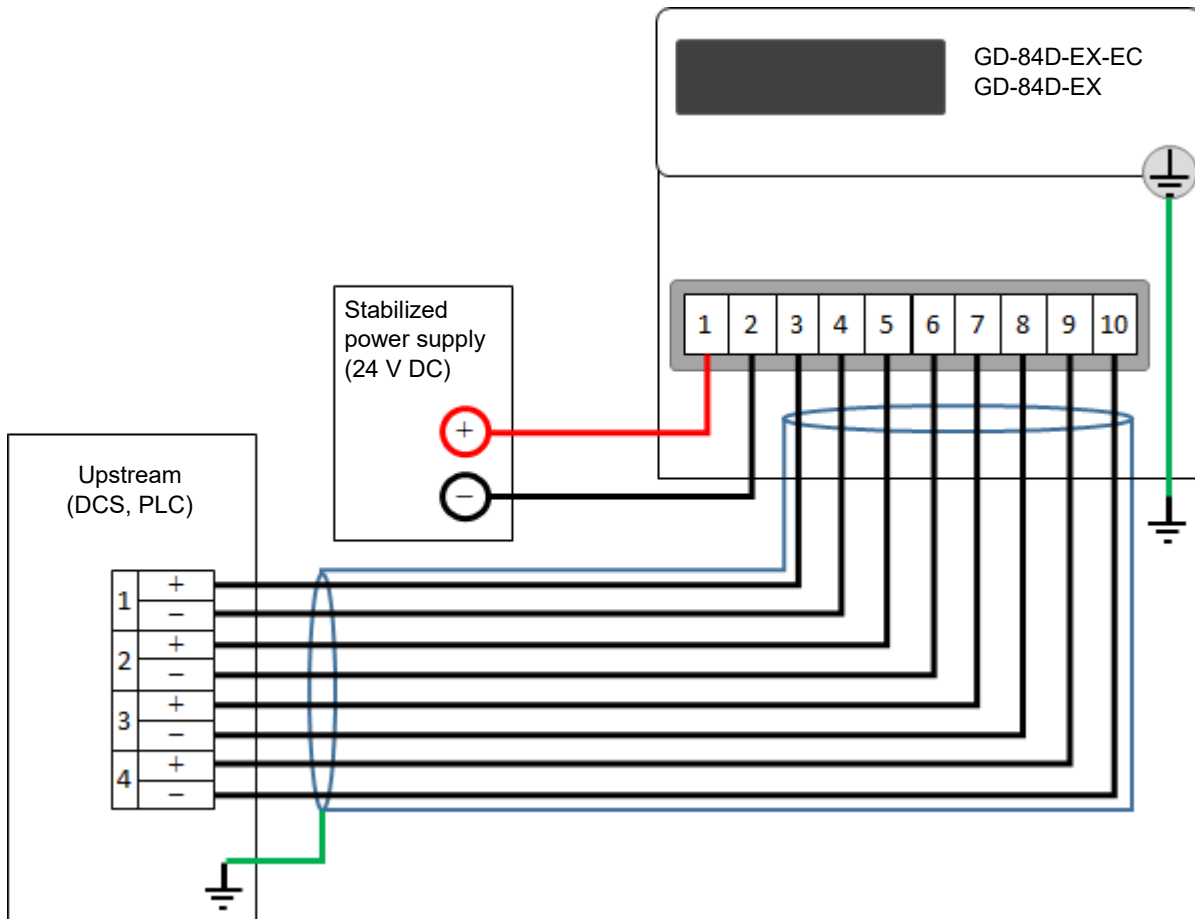 GD-84D-EX-EC
GD-84D-EX
1 2 3 4 5 6 7 8 9 10
Stabilized
power supply
(24 V DC)
+
−
Upstream
(DCS, PLC)
1 +
−
2 +
−
3 +
−
4 +
−